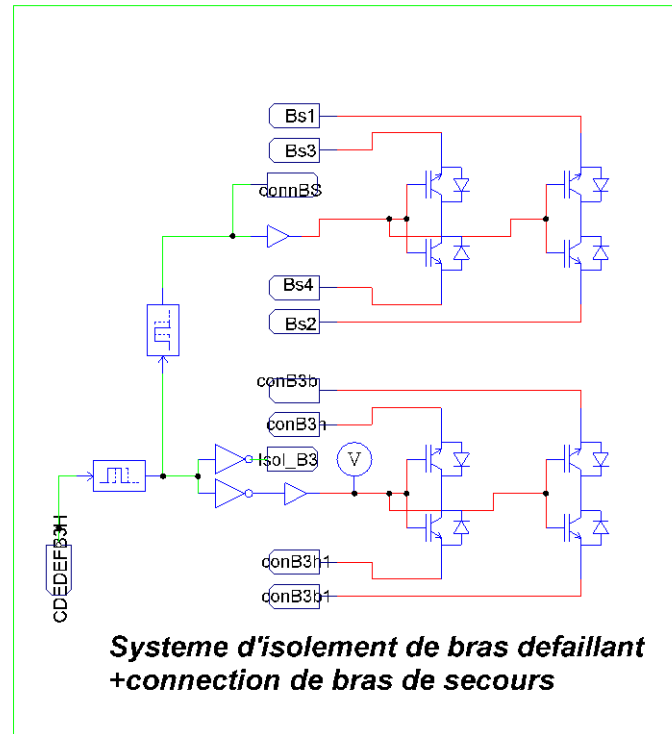 Bs1
Bs3
connBS
Bs4
Bs2
conB3b
conB3h
Isol_B3
V
conB3h1
conB3b1
CDEDEFB3H
Systeme d'isolement de bras defaillant
+connection de bras de secours